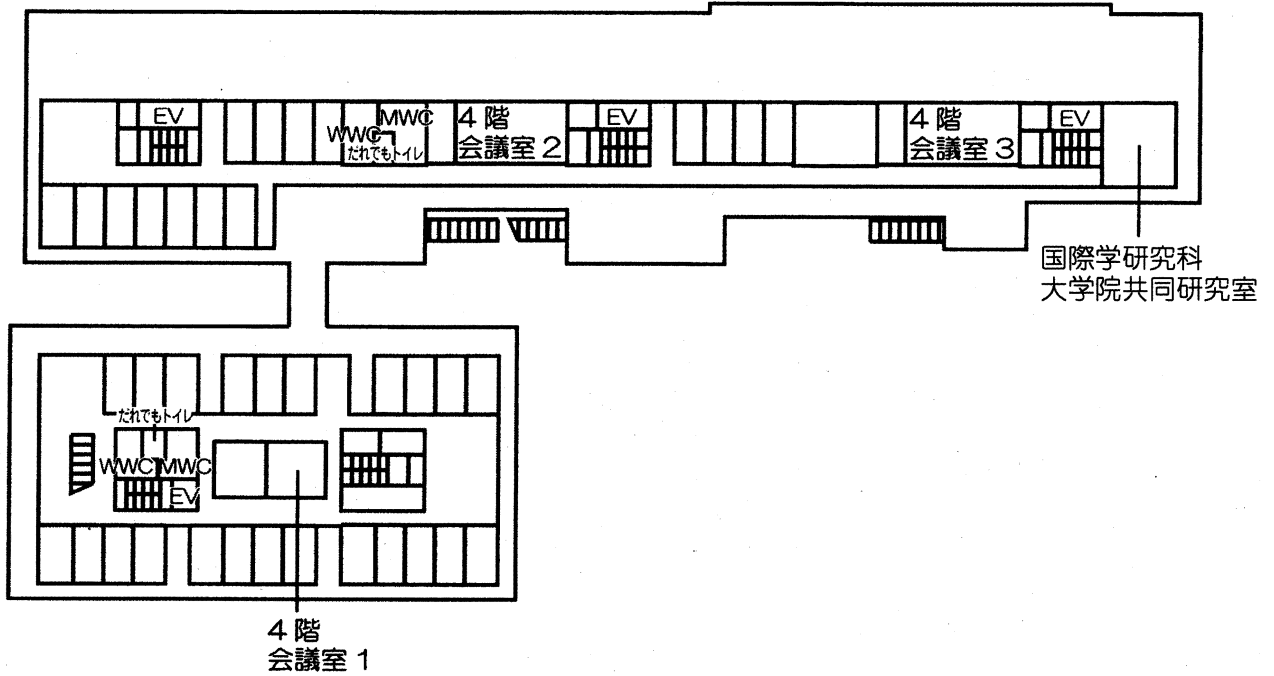 EV
MWC
WWC
だれでもトイレ
4階
会議室2
EV
4階
会議室3
EV
国際学研究科
大学院共同研究室
だれでもトイレ
WWC
MWC
EV
4階
会議室1